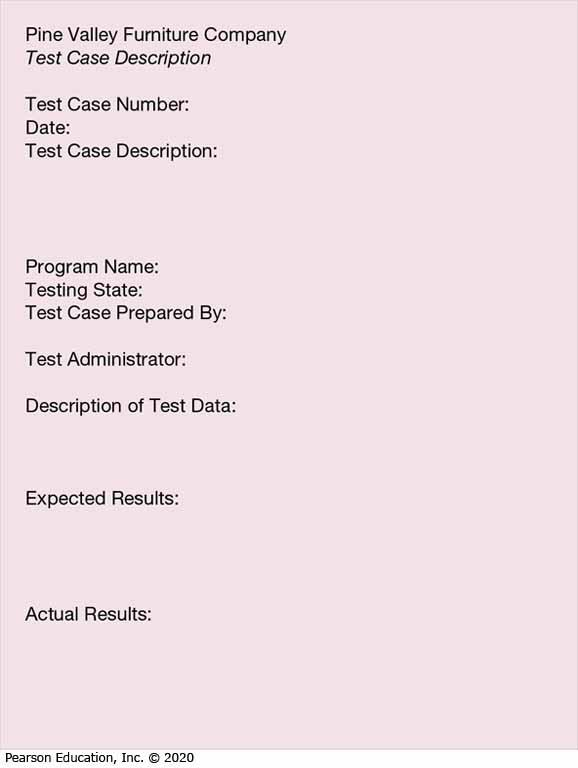 Pine Valley Furniture Company
Test Case Description
Test Case Number:
Date:
Test Case Description:
Program Name:
Testing State:
Test Case Prepared By:
Test Administrator:
Description of Test Data:
Expected Results:
Actual Results:
Pearson Education, Inc. © 2020